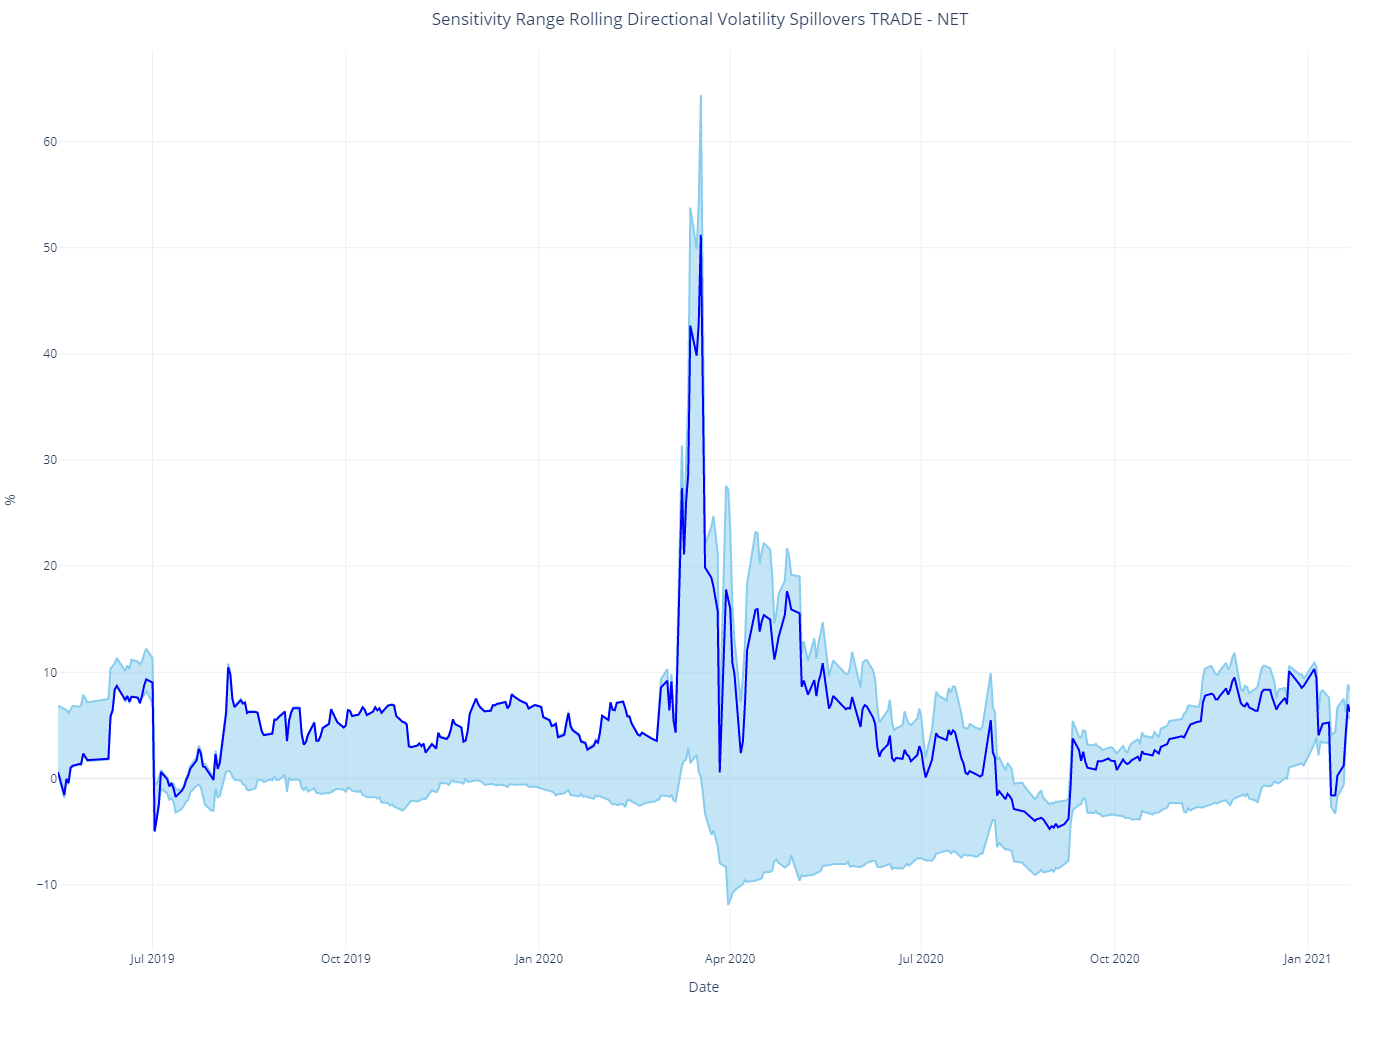 Sensitivity Range Rolling Directional Volatility Spillovers TRADE - NET
60
50
40
30
20
10
0
−10
%
Jul 2019
Oct 2019
Jan 2020
Apr 2020
Jul 2020
Oct 2020
Jan 2021
Date